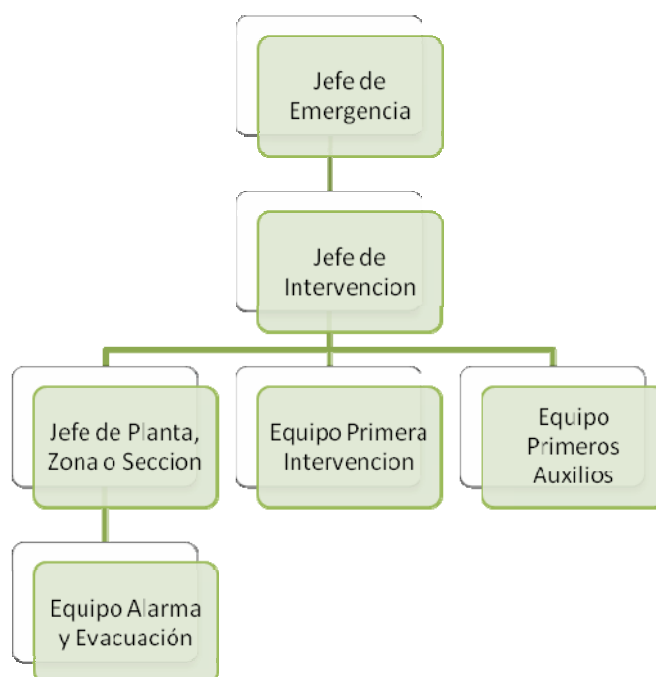 Jefe de
Emergencia
Jefe de
Intervencion
Jefe de Planta,
Zona o Seccion
Equipo Primera
Intervencion
Equipo
Primeros
Auxilios
Equipo Alarma
y Evacuación